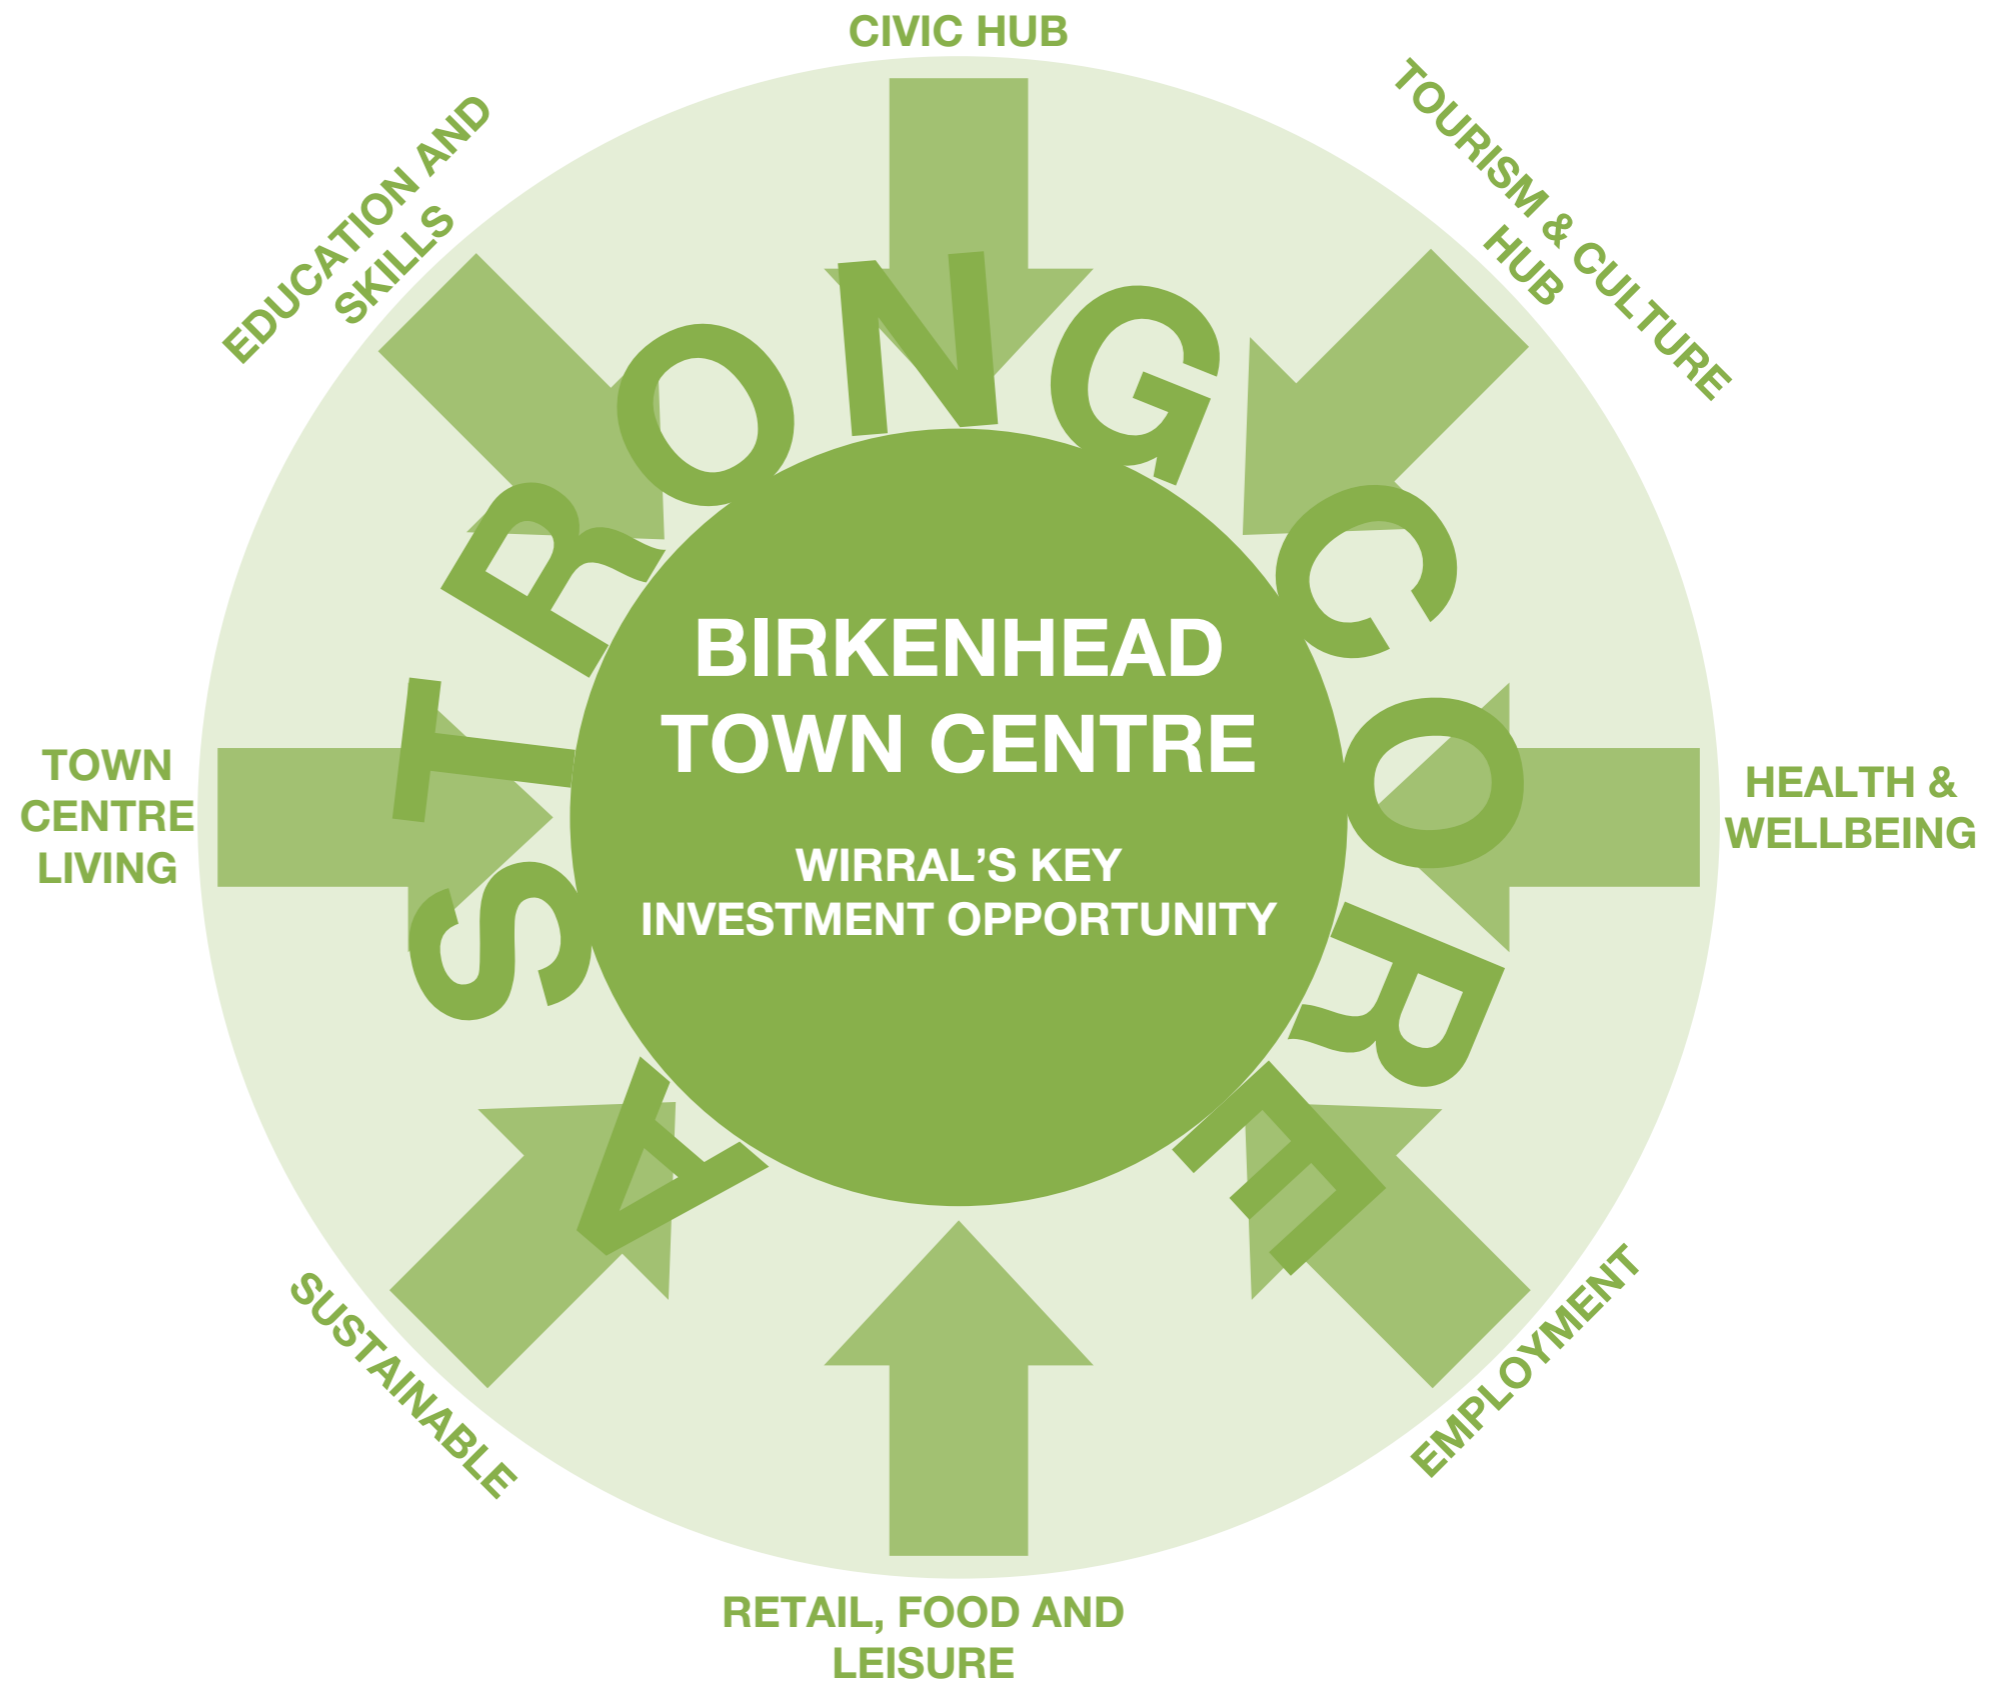 CIVIC HUB
TOURISM & CULTURE
HUB
HEALTH &
WELLBEING
EMPLOYMENT
RETAIL, FOOD AND
LEISURE
SUSTAINABLE
TOWN
CENTRE
LIVING
EDUCATION AND
SKILLS
A STRONG CORE
BIRKENHEAD
TOWN CENTRE
WIRRAL’S KEY
INVESTMENT OPPORTUNITY